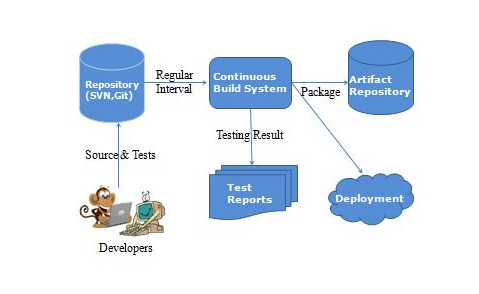 Repository
(SVN,Git)
Regular
Interval
Continuous
Build System
Package
Artifact
Repository
Source & Tests
Testing Result
Test
Reports
Deployment
Developers